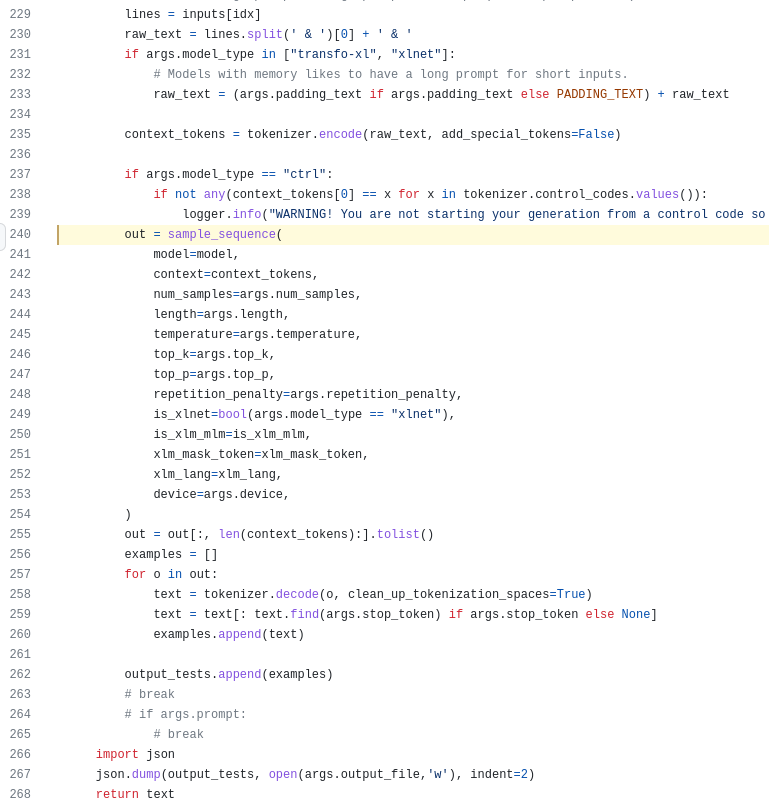 229 lines = inputs[idx]
230 raw_text = lines.split(' & ')[0] + ' & '
231 if args.model_type in ["transfo-xl", "xlnet"]:
232 # Models with memory likes to have a long prompt for short inputs.
233 raw_text = (args.padding_text if args.padding_text else PADDING_TEXT) + raw_text
234
235 context_tokens = tokenizer.encode(raw_text, add_special_tokens=False)
236
237 if args.model_type == "ctrl":
238 if not any(context_tokens[0] == x for x in tokenizer.control_codes.values()):
239 logger.info("WARNING! You are not starting your generation from a control code so
240 out = sample_sequence(
241 model=model,
242 context=context_tokens,
243 num_samples=args.num_samples,
244 length=args.length,
245 temperature=args.temperature,
246 top_k=args.top_k,
247 top_p=args.top_p,
248 repetition_penalty=args.repetition_penalty,
249 is_xlnet=bool(args.model_type == "xlnet"),
250 is_xlm_mlm=is_xlm_mlm,
251 xlm_mask_token=xlm_mask_token,
252 xlm_lang=xlm_lang,
253 device=args.device,
254 )
255 out = out[:, len(context_tokens):].tolist()
256 examples = []
257 for o in out:
258 text = tokenizer.decode(o, clean_up_tokenization_spaces=True)
259 text = text[: text.find(args.stop_token) if args.stop_token else None]
260 examples.append(text)
261
262 output_tests.append(examples)
263 # break
264 # if args.prompt:
265 # break
266 import json
267 json.dump(output_tests, open(args.output_file,'w'), indent=2)
268 return text